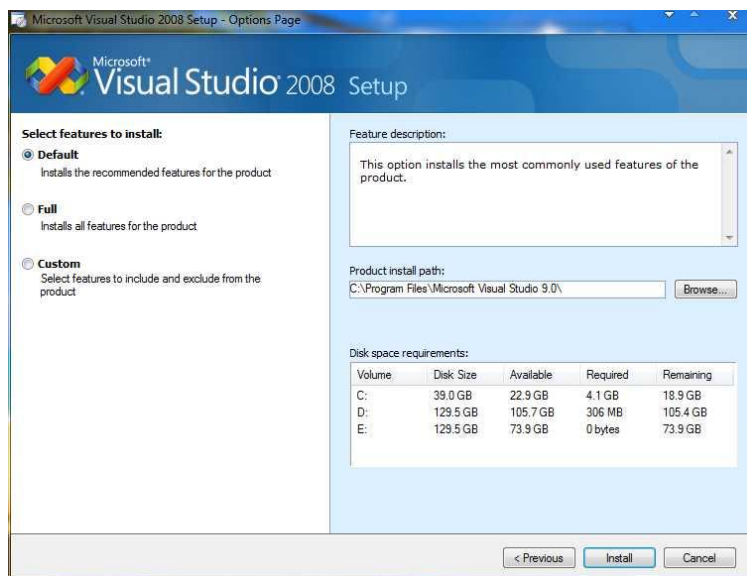 Microsoft Visual Studio 2008 Setup - Options Page
Microsoft®
Visual Studio® 2008 Setup
Select features to install:
Default
Installs the recommended features for the product
Full
Installs all features for the product
Custom
Select features to include and exclude from the
product
Feature description:
This option installs the most commonly used features of the
product.
Product install path:
C:\Program Files\Microsoft Visual Studio 9.0\
Browse...
Disk space requirements:
Volume Disk Size Available Required Remaining
C: 39.0 GB 22.9 GB 4.1 GB 18.9 GB
D: 129.5 GB 105.7 GB 306 MB 105.4 GB
E: 129.5 GB 73.9 GB 0 bytes 73.9 GB
< Previous Install Cancel